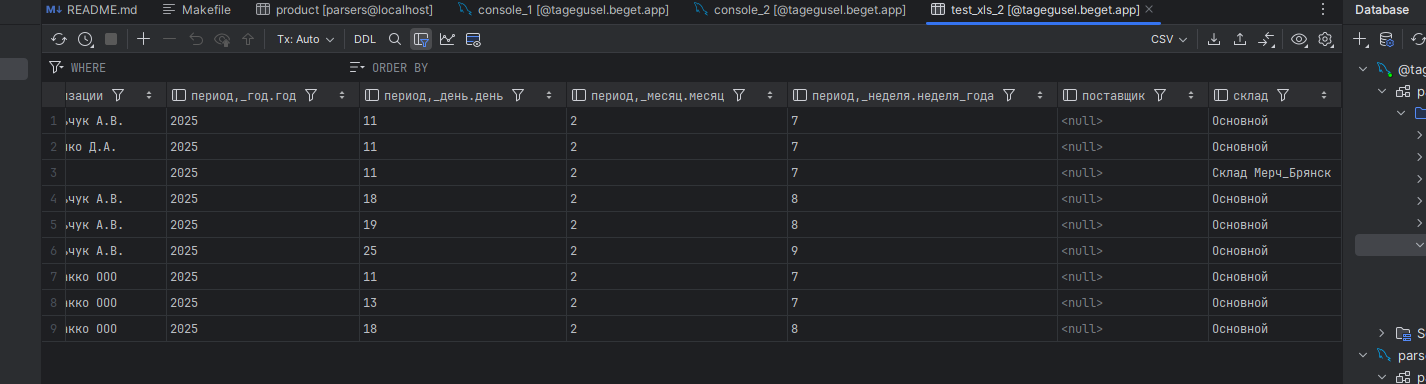 README.md Makefile product [parsers@localhost] console_1 [@tagegusel.beget.app] console_2 [@tagegusel.beget.app] test_xls_2 [@tagegusel.beget.app] Database
Tx: Auto DDL CSV
WHERE ORDER BY
изации период,_год.год период,_день.день период,_месяц.месяц период,_неделя.неделя_года поставщик склад
1 ьчук А.В. 2025 11 2 7 <null> Основной
2 нко Д.А. 2025 11 2 7 <null> Основной
3 2025 11 2 7 <null> Склад Мерч_Брянск
4 ьчук А.В. 2025 18 2 8 <null> Основной
5 ьчук А.В. 2025 19 2 8 <null> Основной
6 ьчук А.В. 2025 25 2 9 <null> Основной
7 акко ООО 2025 11 2 7 <null> Основной
8 акко ООО 2025 13 2 7 <null> Основной
9 акко ООО 2025 18 2 8 <null> Основной
@tag
p
S
pars
p